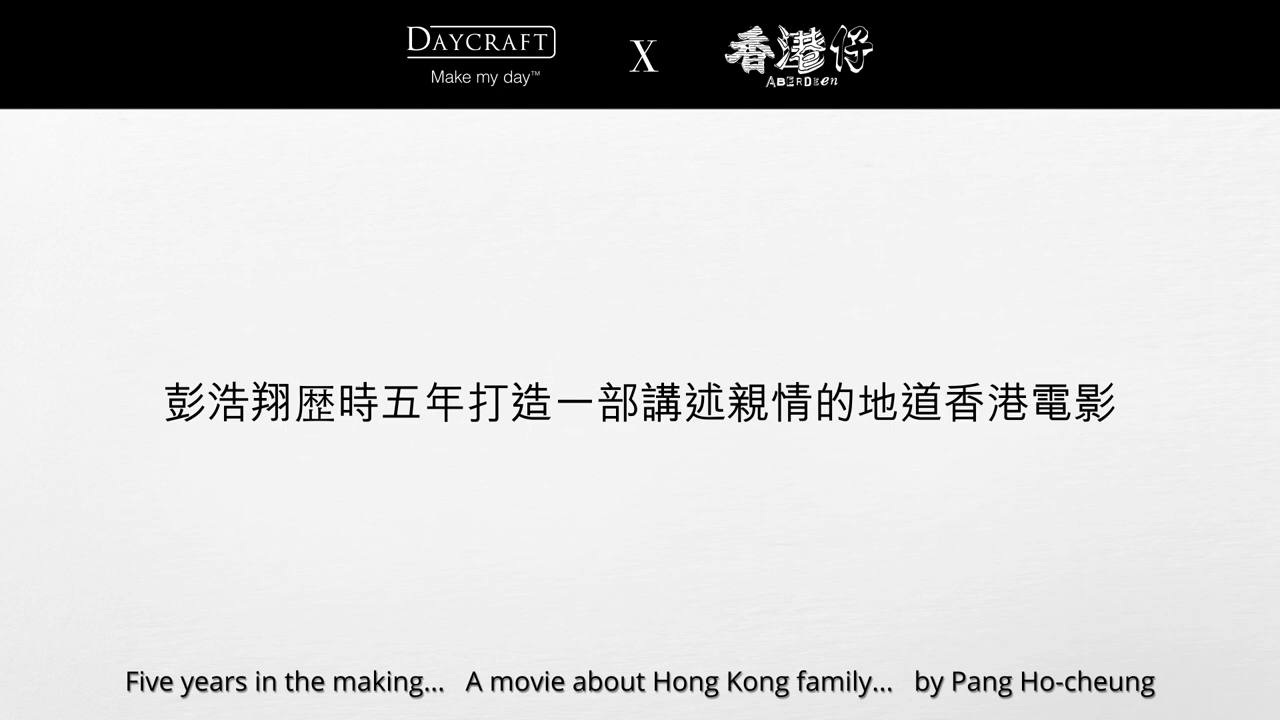 DAYCRAFT
Make my day™
X
香港仔
ABERDEEN
彭浩翔歷時五年打造一部講述親情的地道香港電影
Five years in the making... A movie about Hong Kong family... by Pang Ho-cheung